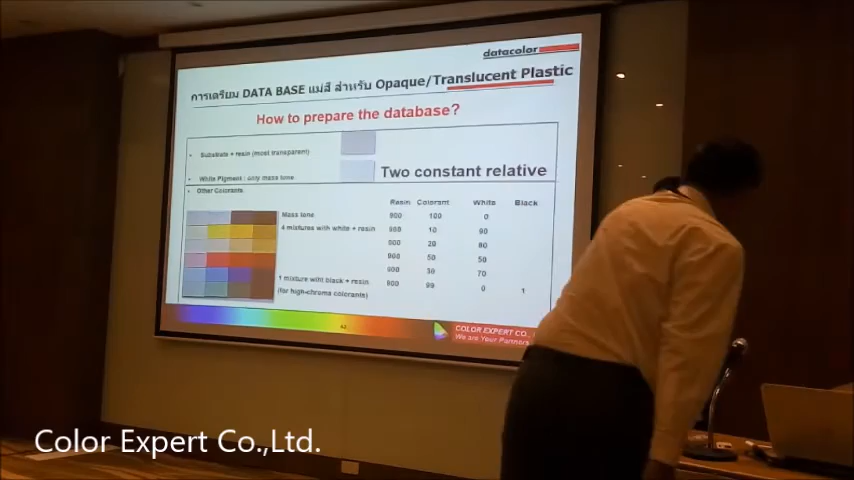 datacolor
การเตรียม DATA BASE แม่สี สำหรับ Opaque/Translucent Plastic
How to prepare the database?
• Substrate + resin (most transparent)
• White Pigment : only mass tone
Two constant relative
• Other Colorants
Resin Colorant White Black
Mass tone 900 100 0
4 mixtures with white + resin 900 10 90
900 20 80
900 50 50
900 30 70
1 mixture witht black + resin 900 99 0 1
(for high-chroma colorants)
COLOR EXPERT CO.,
We are Your Partners
Color Expert Co.,Ltd.